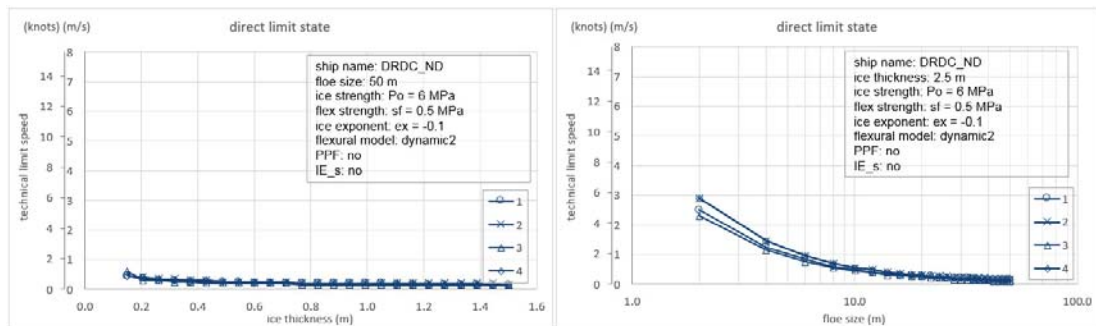 (knots) (m/s)
direct limit state
ship name: DRDC_ND
floe size: 50 m
ice strength: Po = 6 MPa
flex strength: sf = 0.5 MPa
ice exponent: ex = -0.1
flexural model: dynamic2
PPF: no
IE_s: no
technical limit speed
8
14 7
12 6
10 5
8 4
6 3
4 2
2 1
0 0
1
2
3
4
0.0 0.2 0.4 0.6 0.8 1.0 1.2 1.4 1.6
ice thickness (m)
(knots) (m/s)
direct limit state
ship name: DRDC_ND
ice thickness: 2.5 m
ice strength: Po = 6 MPa
flex strength: sf = 0.5 MPa
ice exponent: ex = -0.1
flexural model: dynamic2
PPF: no
IE_s: no
technical limit speed
8
14 7
12 6
10 5
8 4
6 3
4 2
2 1
0 0
1
2
3
4
1.0 10.0 100.0
floe size (m)